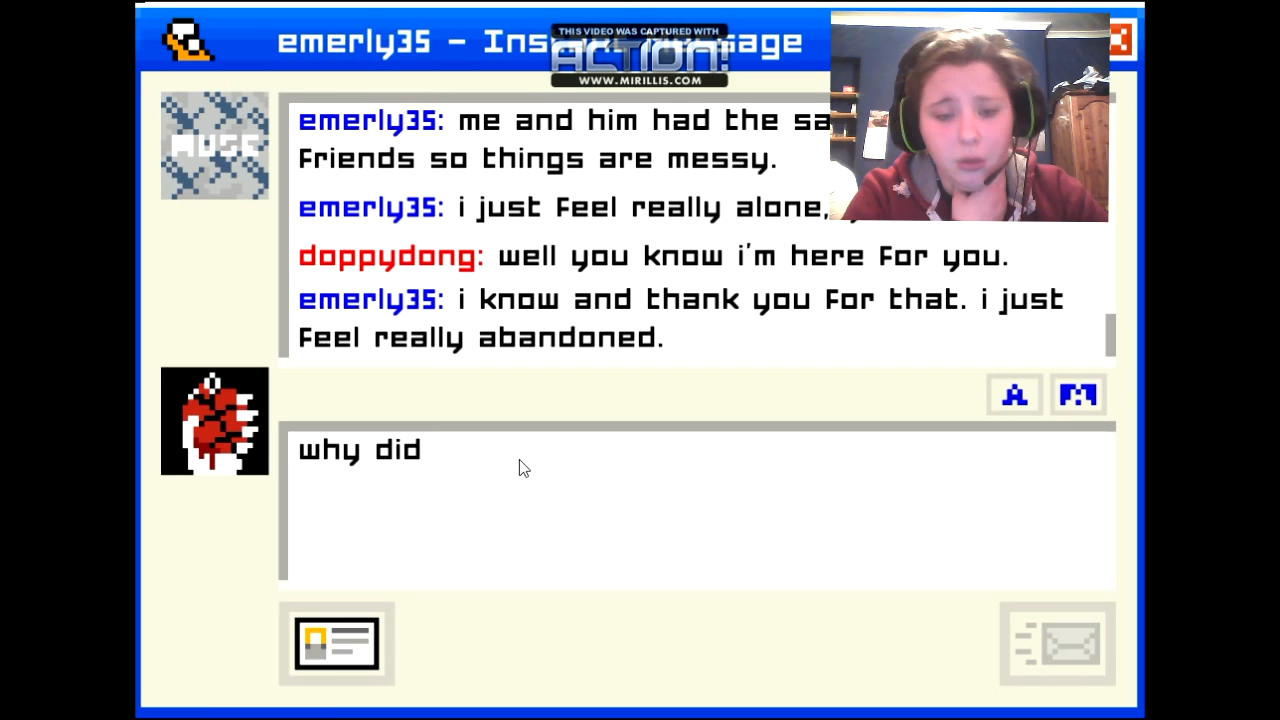 emerly35 - Ins
sage
THIS VIDEO WAS CAPTURED WITH
ACTION!
WWW.MIRILLIS.COM
MUSE
emerly35: me and him had the sa
Friends so things are messy.
emerly35: i just Feel really alone,
doppydong: well you know i'm here For you.
emerly35: i know and thank you For that. i just
Feel really abandoned.
A
why did